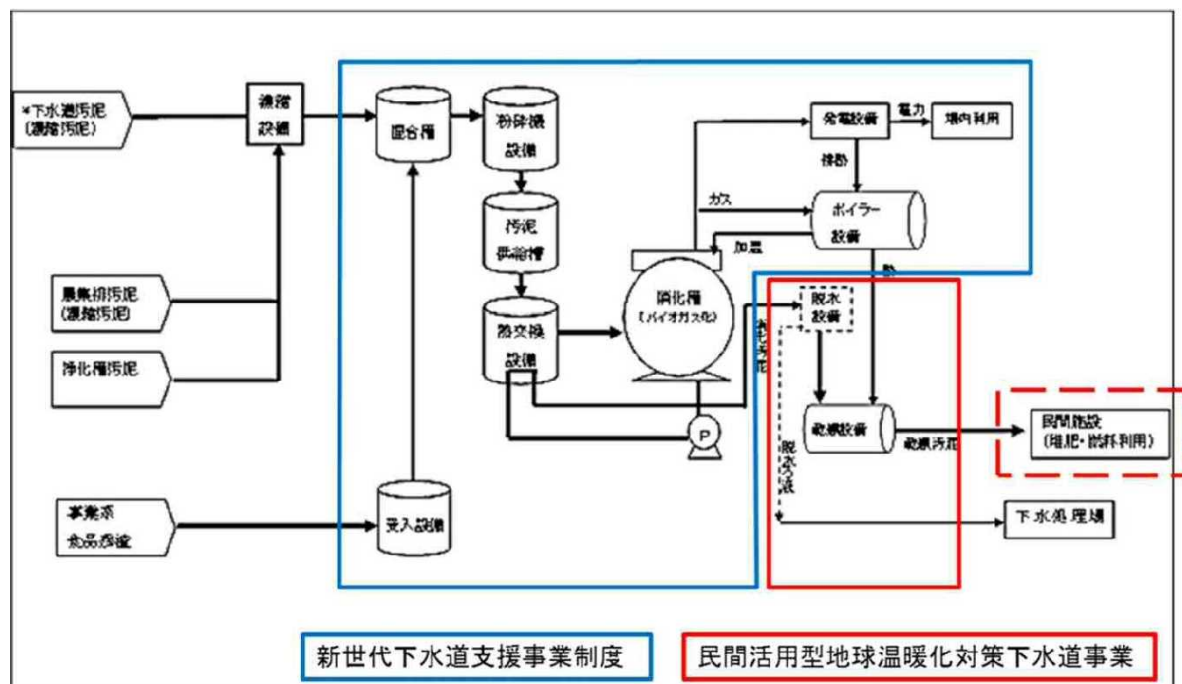 *下水道汚泥
(濃縮汚泥)
濃縮
設備
混合槽
粉砕機
設備
発電設備
電力
場内利用
排熱
汚泥
供給槽
ガス
ボイラー
設備
加温
熱
農集排汚泥
(濃縮汚泥)
熱交換
設備
消化槽
(バイオガス化)
消化汚泥
脱水
設備
浄化槽汚泥
P
乾燥設備
乾燥汚泥
民間施設
(堆肥・燃料利用)
脱水ろ液
事業系
食品残渣
受入設備
下水処理場
新世代下水道支援事業制度
民間活用型地球温暖化対策下水道事業